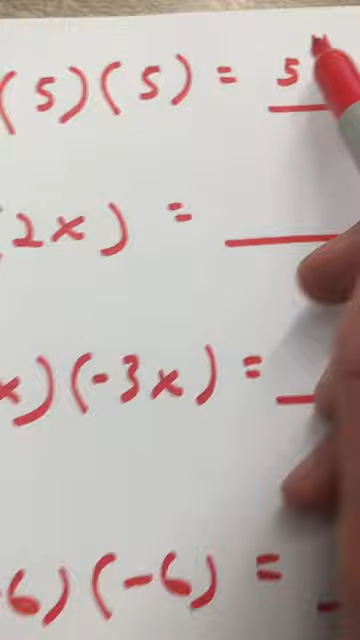 (5)(5) = 5
2x) =
x)(-3x) =
6)(-6) =